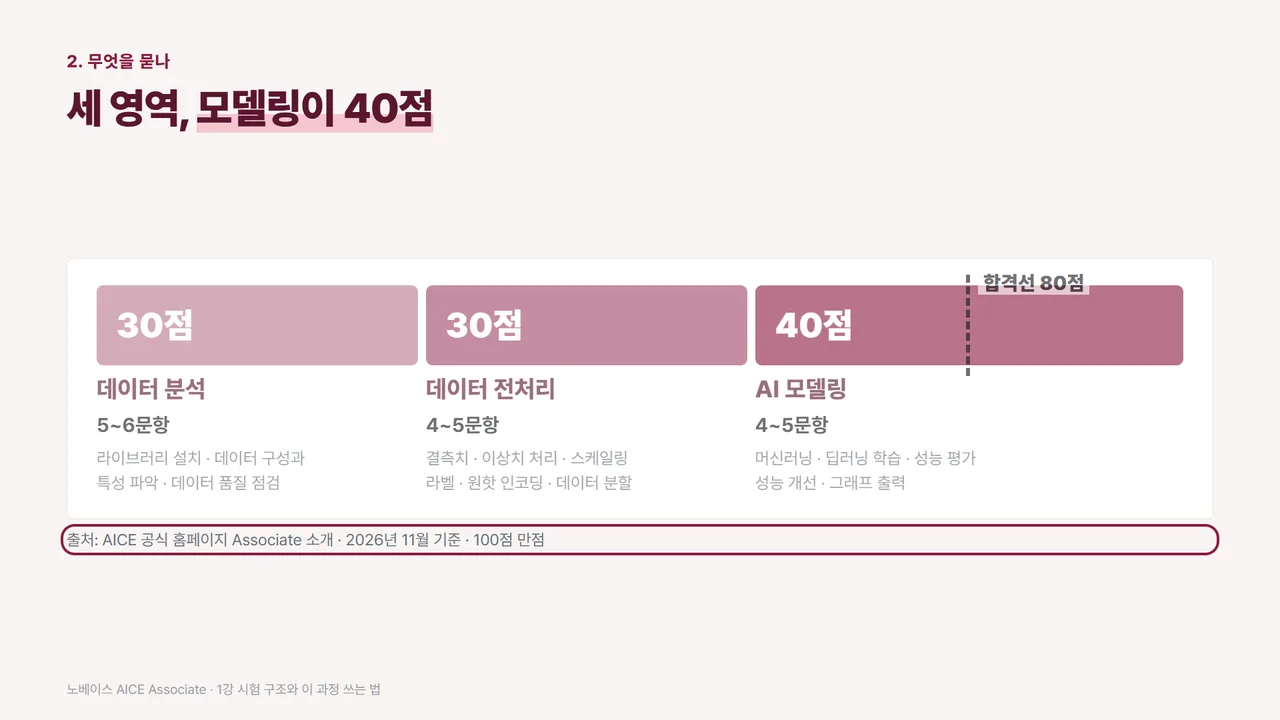 2. 무엇을 묻나
세 영역, 모델링이 40점
합격선 80점
30점
30점
40점
데이터 분석
데이터 전처리
AI 모델링
5~6문항
4~5문항
4~5문항
라이브러리 설치 · 데이터 구성과
특성 파악 · 데이터 품질 점검
결측치 · 이상치 처리 · 스케일링
라벨 · 원핫 인코딩 · 데이터 분할
머신러닝 · 딥러닝 학습 · 성능 평가
성능 개선 · 그래프 출력
출처: AICE 공식 홈페이지 Associate 소개 · 2026년 11월 기준 · 100점 만점
노베이스 AICE Associate · 1강 시험 구조와 이 과정 쓰는 법